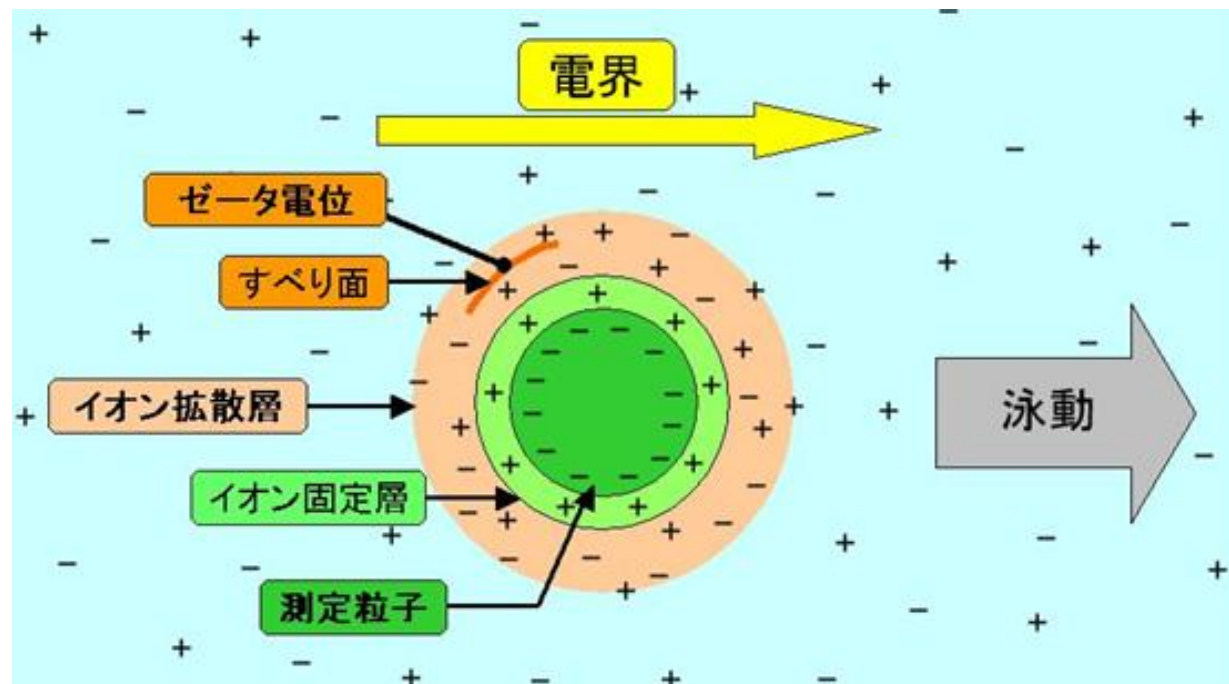 電界
ゼータ電位
すべり面
イオン拡散層
泳動
イオン固定層
測定粒子